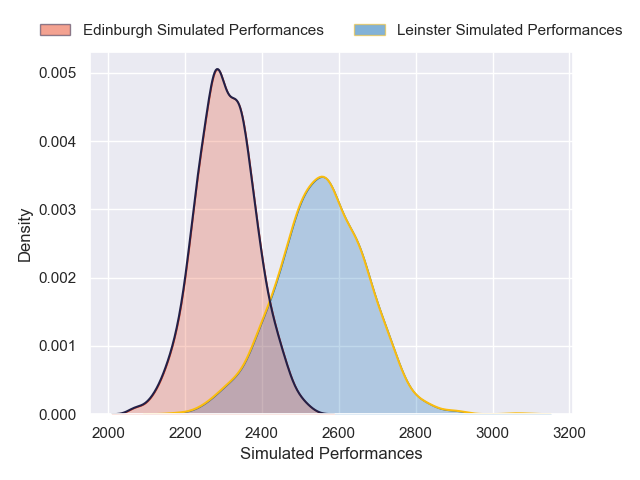 Edinburgh Simulated Performances Leinster Simulated Performances
0.005
0.004
0.003
0.002
0.001
0.000
Density
2000 2200 2400 2600 2800 3000 3200
Simulated Performances